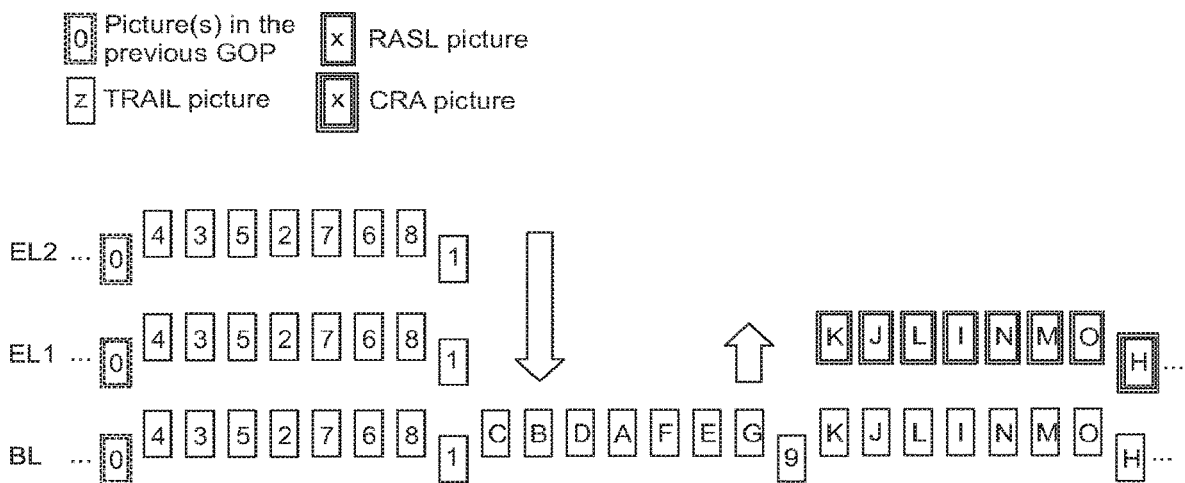 0 Picture(s) in the previous GOP
x RASL picture
z TRAIL picture
x CRA picture
EL2 ... 0 4 3 5 2 7 6 8 1
EL1 ... 0 4 3 5 2 7 6 8 1 K J L I N M O H ...
BL ... 0 4 3 5 2 7 6 8 1 C B D A F E G 9 K J L I N M O H ...